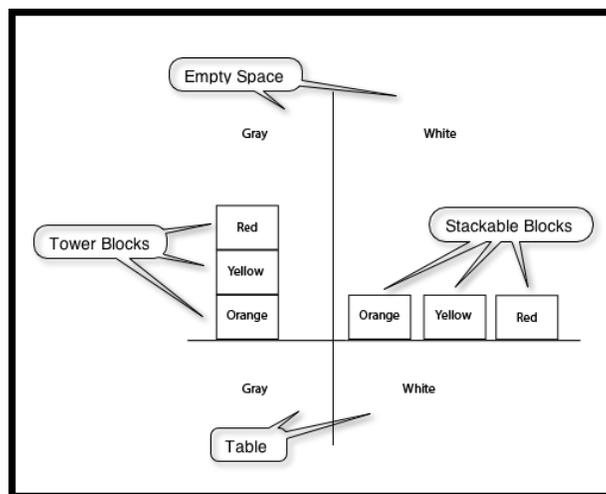 Empty Space
Gray
White
Red
Tower Blocks
Stackable Blocks
Yellow
Orange
Orange
Yellow
Red
Gray
White
Table